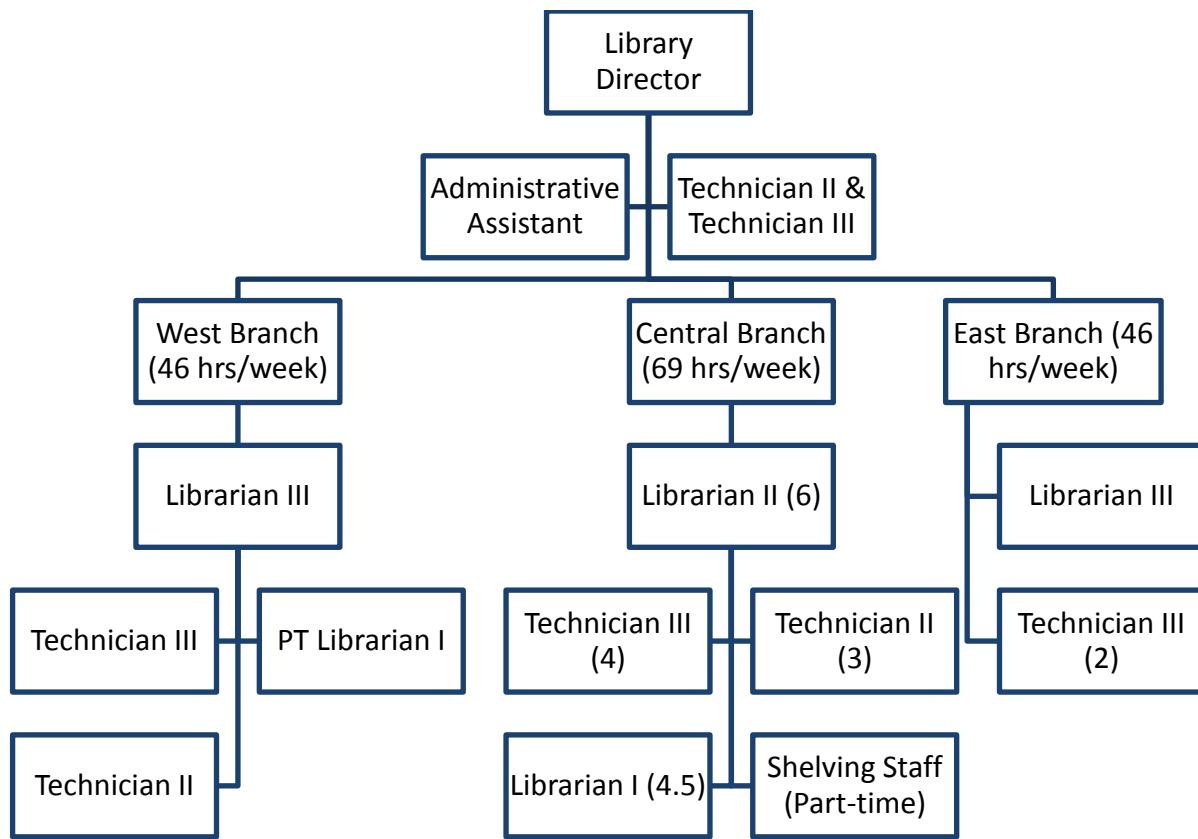 Library
Director
Administrative
Assistant
Technician II &
Technician III
West Branch
(46 hrs/week)
Central Branch
(69 hrs/week)
East Branch (46
hrs/week)
Librarian III
Librarian II (6)
Librarian III
Technician III
PT Librarian I
Technician III
(4)
Technician II
(3)
Technician III
(2)
Technician II
Librarian I (4.5)
Shelving Staff
(Part-time)